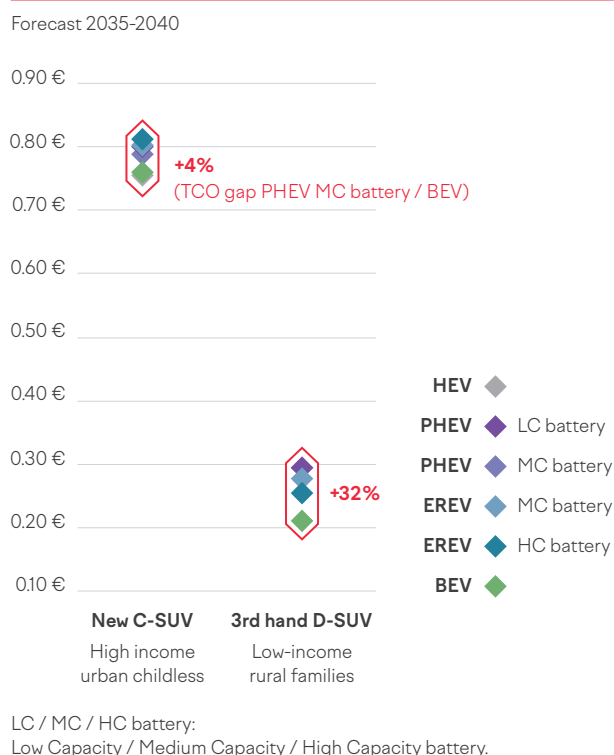 Forecast 2035-2040
0.90 €
0.80 €
+4%
(TCO gap PHEV MC battery / BEV)
0.70 €
0.60 €
0.50 €
0.40 €
HEV
PHEV LC battery
0.30 €
PHEV MC battery
+32%
EREV MC battery
0.20 €
EREV HC battery
0.10 €
BEV
New C-SUV 3rd hand D-SUV
High income Low-income
urban childless rural families
LC / MC / HC battery:
Low Capacity / Medium Capacity / High Capacity battery.